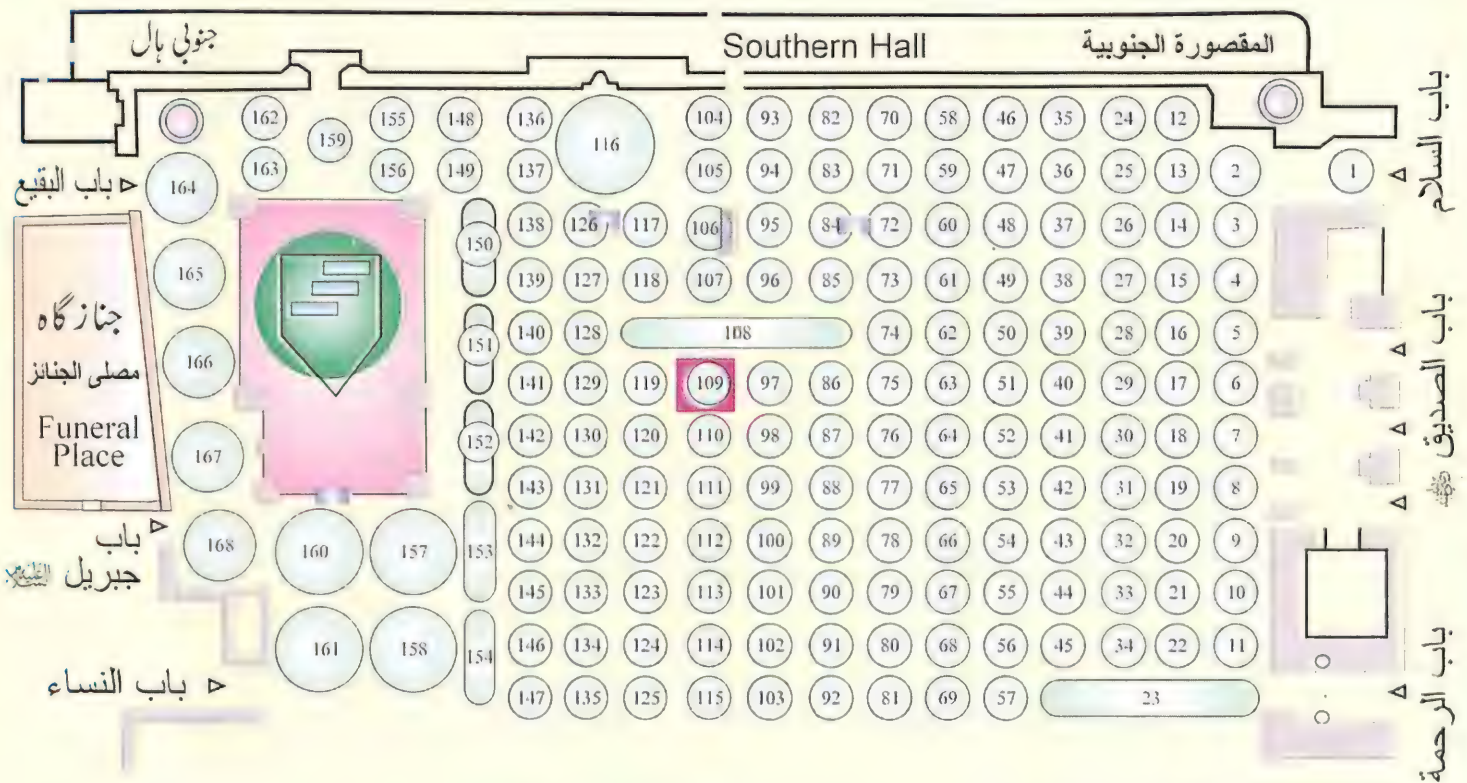 جنوبی ہال
Southern Hall
المقصورة الجنوبية
162 155 148 136 104 93 82 70 58 46 35 24 12
159 116
163 156 149 137 105 94 83 71 59 47 36 25 13 2 1
باب السلام
باب البقيع
164
150 138 126 117 106 95 84 72 60 48 37 26 14 3
165 139 127 118 107 96 85 73 61 49 38 27 15 4
جنازگاه
مصلى الجنائز
Funeral
Place
151 140 128 108 74 62 50 39 28 16 5
166 141 129 119 109 97 86 75 63 51 40 29 17 6
باب الصديق
152 142 130 120 110 98 87 76 64 52 41 30 18 7
167 143 131 121 111 99 88 77 65 53 42 31 19 8
باب
جبريل
168 160 157 153 144 132 122 112 100 89 78 66 54 43 32 20 9
145 133 123 113 101 90 79 67 55 44 33 21 10
161 158 154 146 134 124 114 102 91 80 68 56 45 34 22 11
باب النساء
147 135 125 115 103 92 81 69 57 23
باب الرحمة